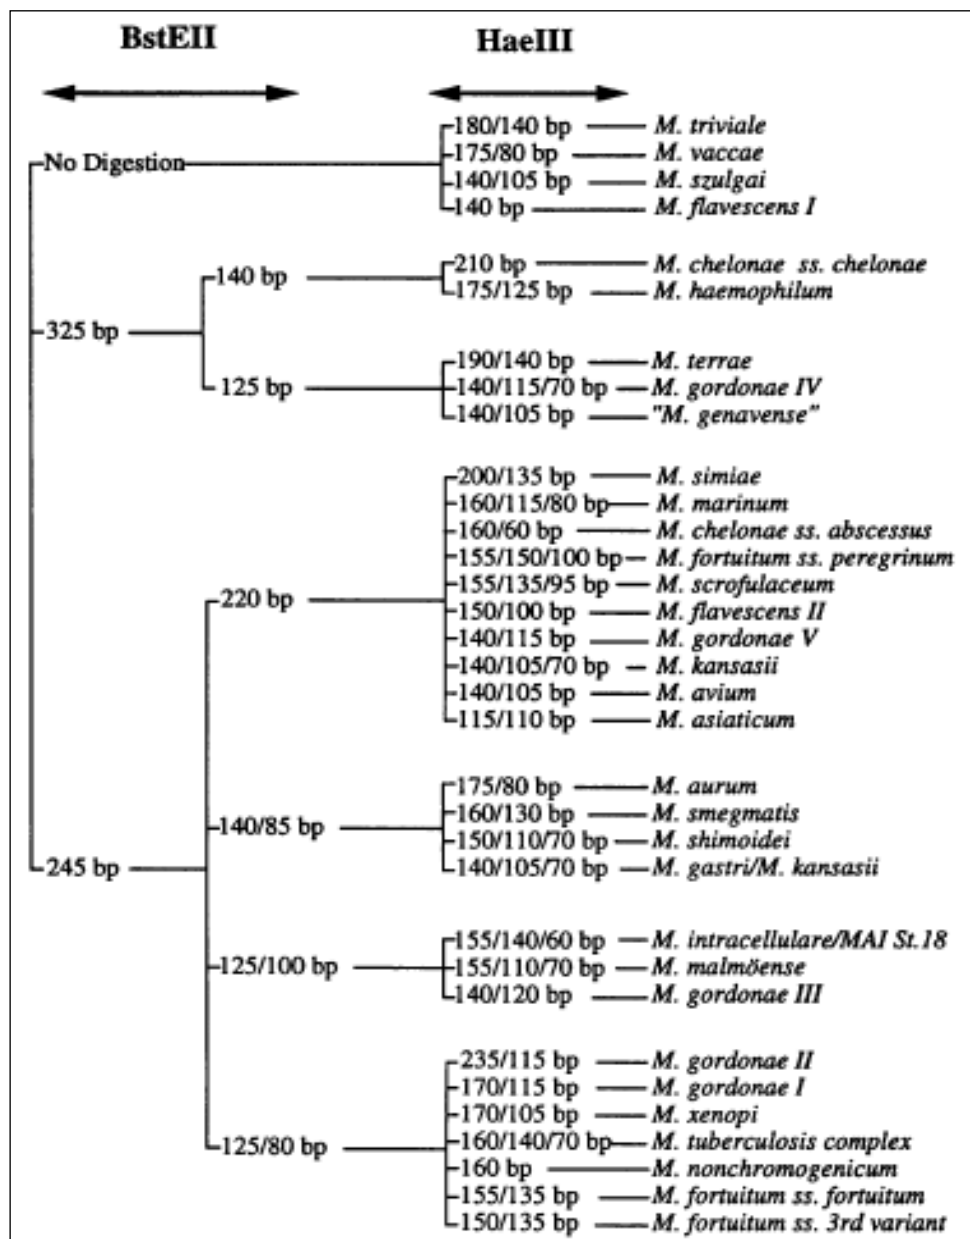 BstEII HaeIII
180/140 bp M. triviale
No Digestion 175/80 bp M. vaccae
140/105 bp M. szulgai
140 bp M. flavescens I
140 bp 210 bp M. chelonae ss. chelonae
175/125 bp M. haemophilum
325 bp
190/140 bp M. terrae
125 bp 140/115/70 bp M. gordonae IV
140/105 bp "M. genavense"
200/135 bp M. simiae
160/115/80 bp M. marinum
160/60 bp M. chelonae ss. abscessus
155/150/100 bp M. fortuitum ss. peregrinum
155/135/95 bp M. scrofulaceum
220 bp 150/100 bp M. flavescens II
140/115 bp M. gordonae V
140/105/70 bp M. kansasii
140/105 bp M. avium
115/110 bp M. asiaticum
175/80 bp M. aurum
160/130 bp M. smegmatis
140/85 bp 150/110/70 bp M. shimoidei
245 bp 140/105/70 bp M. gastri/M. kansasii
155/140/60 bp M. intracellulare/MAI St.18
125/100 bp 155/110/70 bp M. malmöense
140/120 bp M. gordonae III
235/115 bp M. gordonae II
170/115 bp M. gordonae I
170/105 bp M. xenopi
125/80 bp 160/140/70 bp M. tuberculosis complex
160 bp M. nonchromogenicum
155/135 bp M. fortuitum ss. fortuitum
150/135 bp M. fortuitum ss. 3rd variant